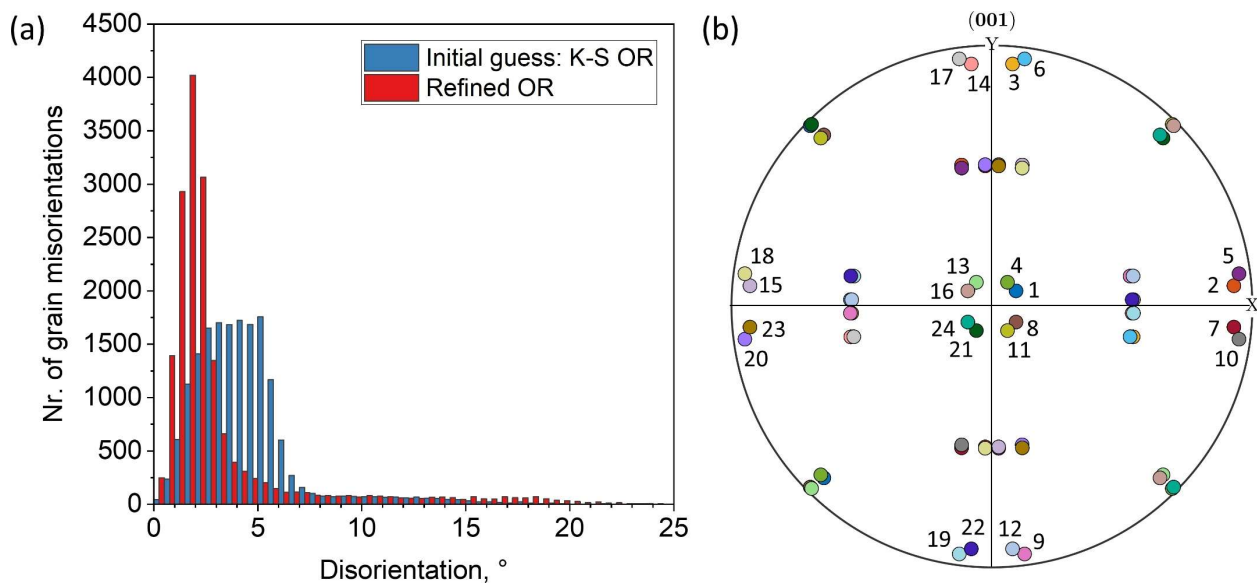 (a)
4500
4000
3500
3000
2500
2000
1500
1000
500
0
Nr. of grain misorientations
Initial guess: K-S OR
Refined OR
0 5 10 15 20 25
Disorientation, °
(b)
(001)
Y
X
17 14 3 6
18 15
13 16
4 1
5 2
23 20
24 21
8 11
7 10
19 22 12 9